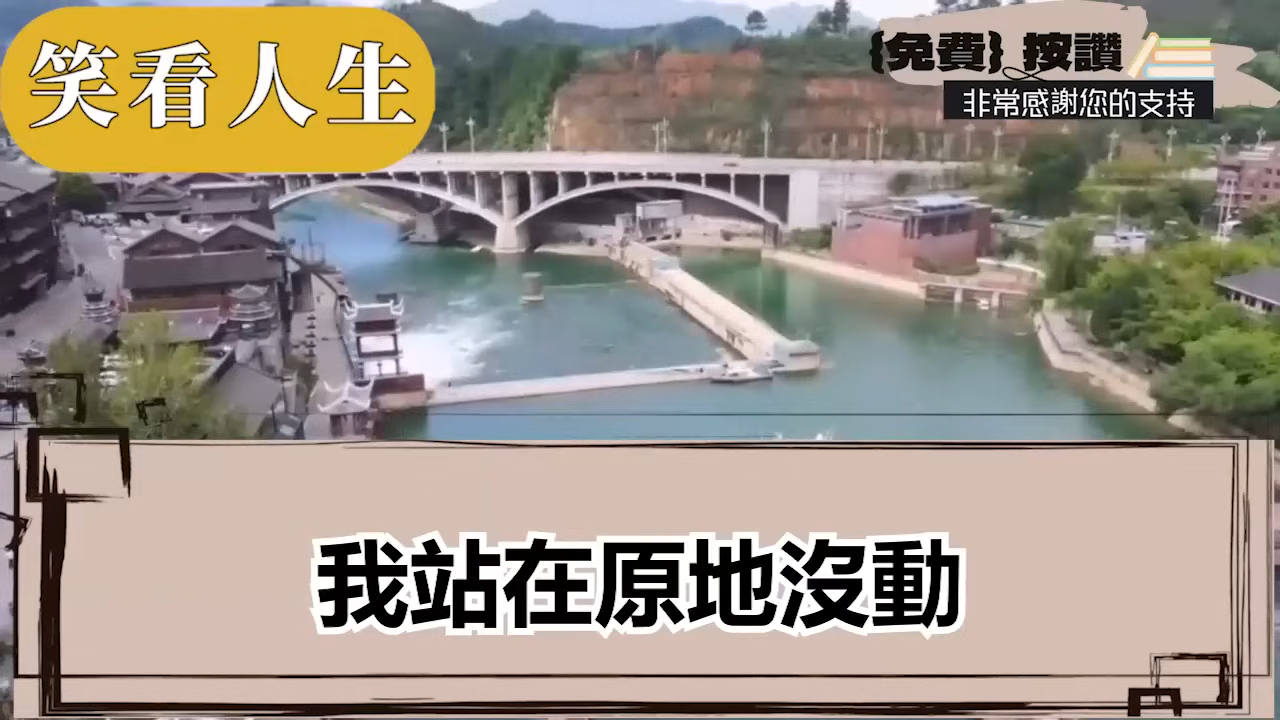 笑看人生
{免費} 按讚
非常感謝您的支持
我站在原地沒動